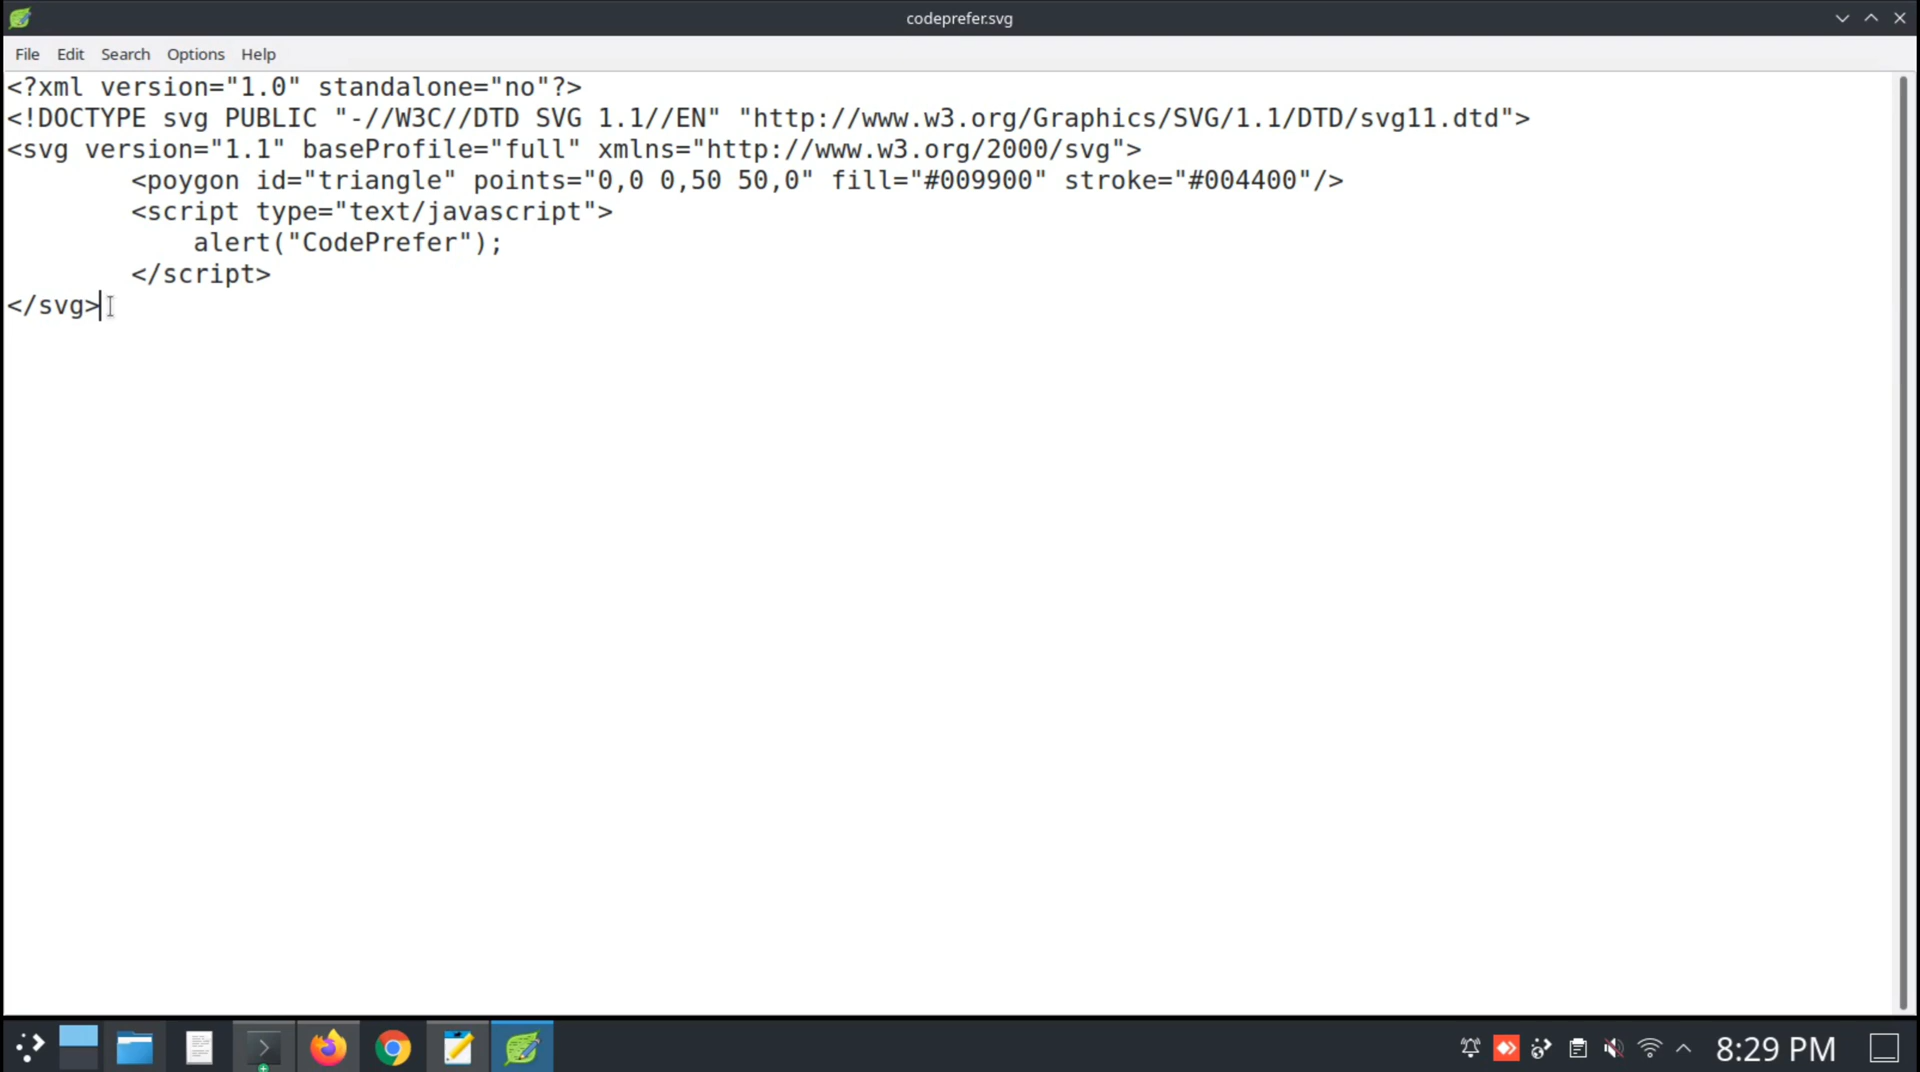 codeprefer.svg
File Edit Search Options Help
<?xml version="1.0" standalone="no"?>
<!DOCTYPE svg PUBLIC "-//W3C//DTD SVG 1.1//EN" "http://www.w3.org/Graphics/SVG/1.1/DTD/svg11.dtd">
<svg version="1.1" baseProfile="full" xmlns="http://www.w3.org/2000/svg">
<poygon id="triangle" points="0,0 0,50 50,0" fill="#009900" stroke="#004400"/>
<script type="text/javascript">
alert("CodePrefer");
</script>
</svg>
8:29 PM